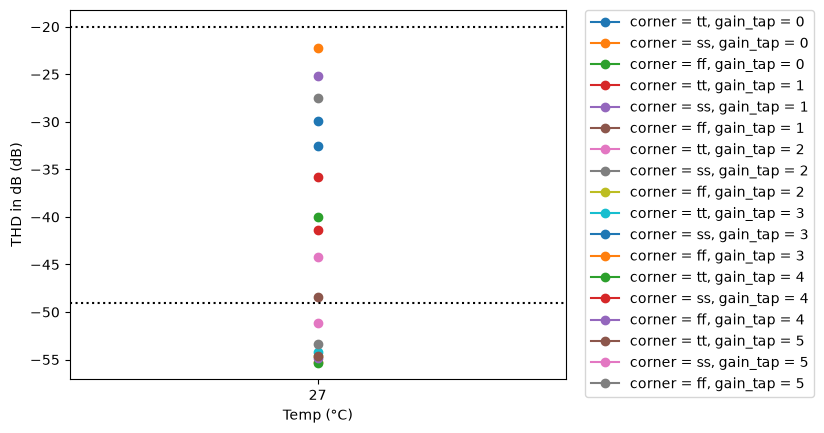 −20
−25
−30
−35
−40
−45
−50
−55
THD in dB (dB)
27
Temp (°C)
corner = tt, gain_tap = 0
corner = ss, gain_tap = 0
corner = ff, gain_tap = 0
corner = tt, gain_tap = 1
corner = ss, gain_tap = 1
corner = ff, gain_tap = 1
corner = tt, gain_tap = 2
corner = ss, gain_tap = 2
corner = ff, gain_tap = 2
corner = tt, gain_tap = 3
corner = ss, gain_tap = 3
corner = ff, gain_tap = 3
corner = tt, gain_tap = 4
corner = ss, gain_tap = 4
corner = ff, gain_tap = 4
corner = tt, gain_tap = 5
corner = ss, gain_tap = 5
corner = ff, gain_tap = 5